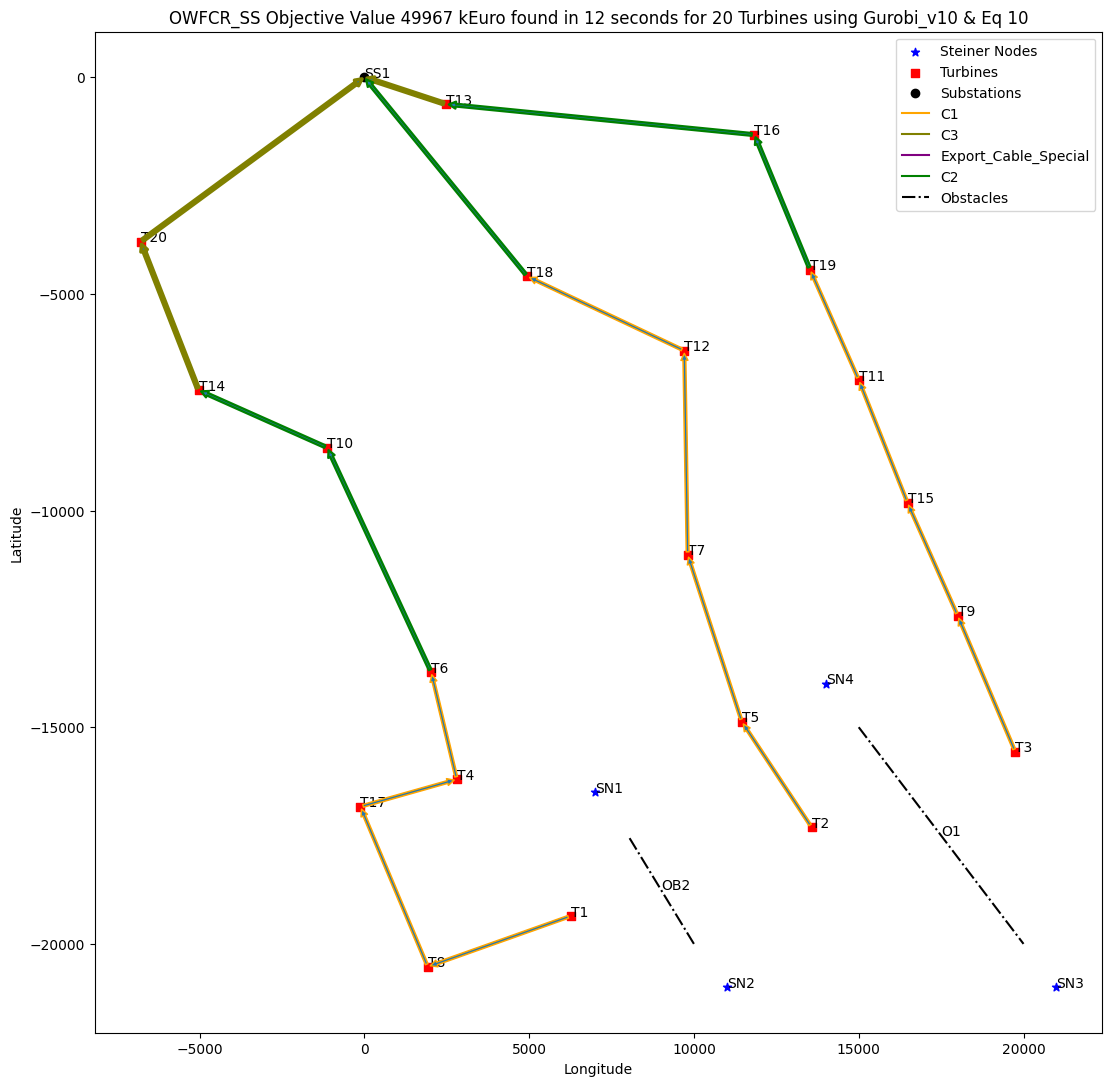 OWFCR_SS Objective Value 49967 kEuro found in 12 seconds for 20 Turbines using Gurobi_v10 & Eq 10
Steiner Nodes
Turbines
Substations
C1
C3
Export_Cable_Special
C2
Obstacles
0
−5000
−10000
−15000
−20000
Latitude
SS1
T13
T16
T20
T19
T18
T12
T11
T14
T10
T15
T7
T9
T6
SN4
T5
T3
T4
SN1
T17
T2
O1
OB2
T1
T8
SN2
SN3
−5000
0
5000
10000
15000
20000
Longitude